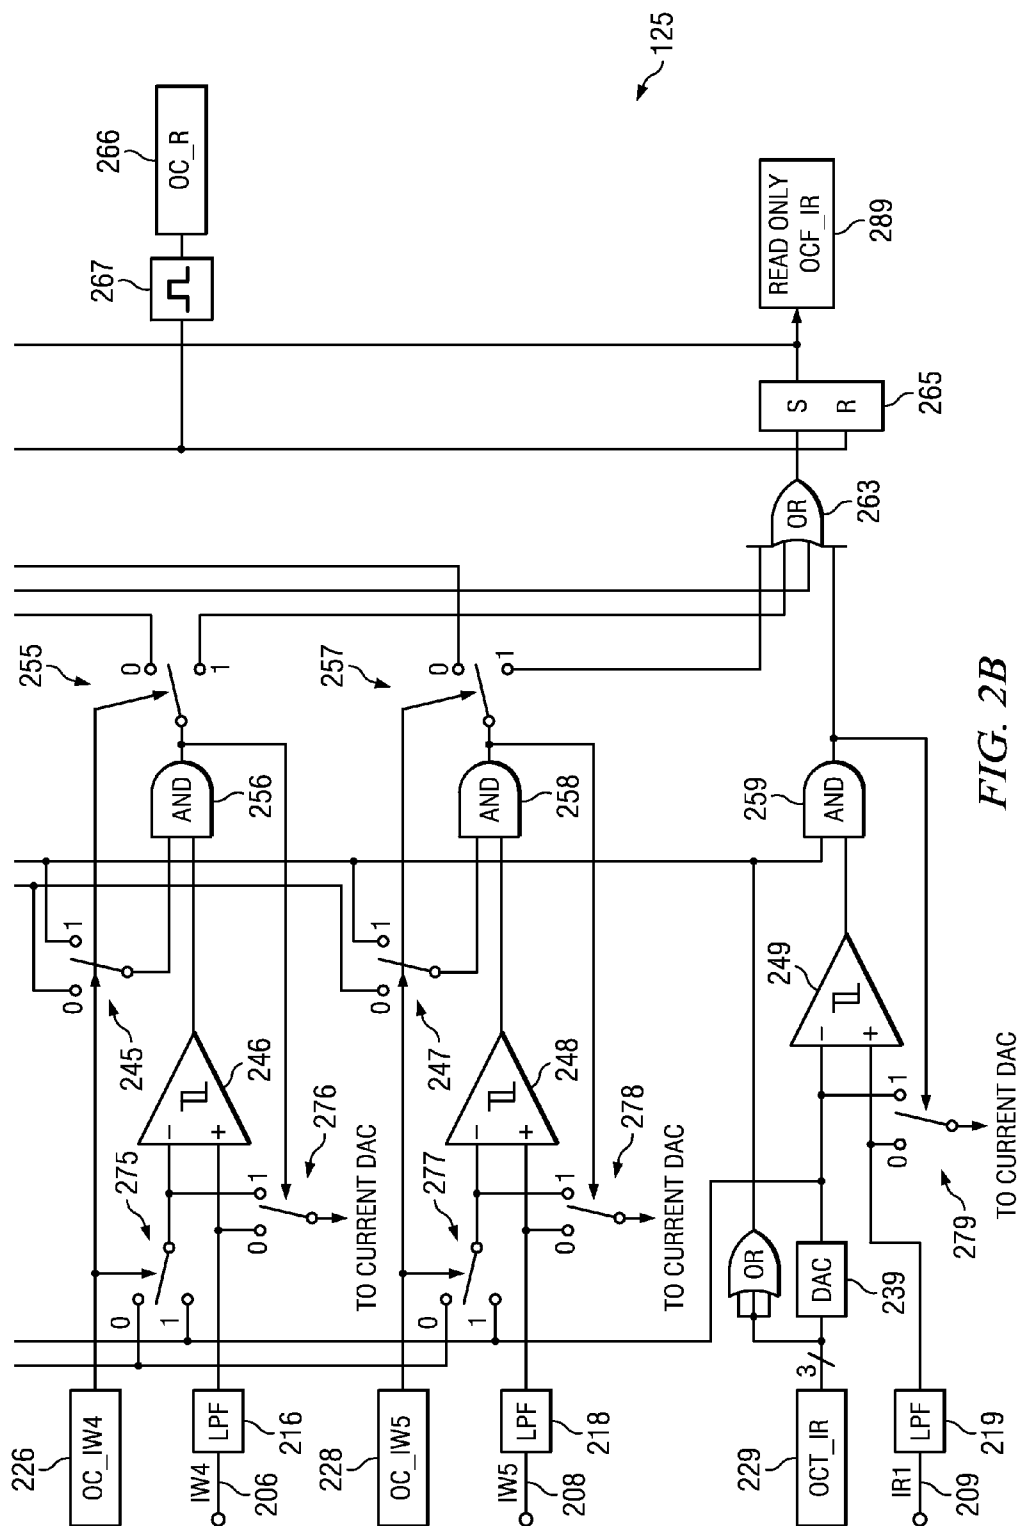 125
266
OC_R
267
READ ONLY
OCF_IR
289
S
R
265
OR
263
255
0
1
257
0
1
AND
256
AND
258
AND
259
0
1
245
0
1
247
246
–
+
248
–
+
249
–
+
275
0
1
0
1
276
TO CURRENT DAC
277
0
1
0
1
278
TO CURRENT DAC
0
1
279
TO CURRENT DAC
OR
DAC
239
3
226
OC_IW4
LPF
216
IW4
206
228
OC_IW5
LPF
218
IW5
208
229
OCT_IR
LPF
219
IR1
209
FIG. 2B